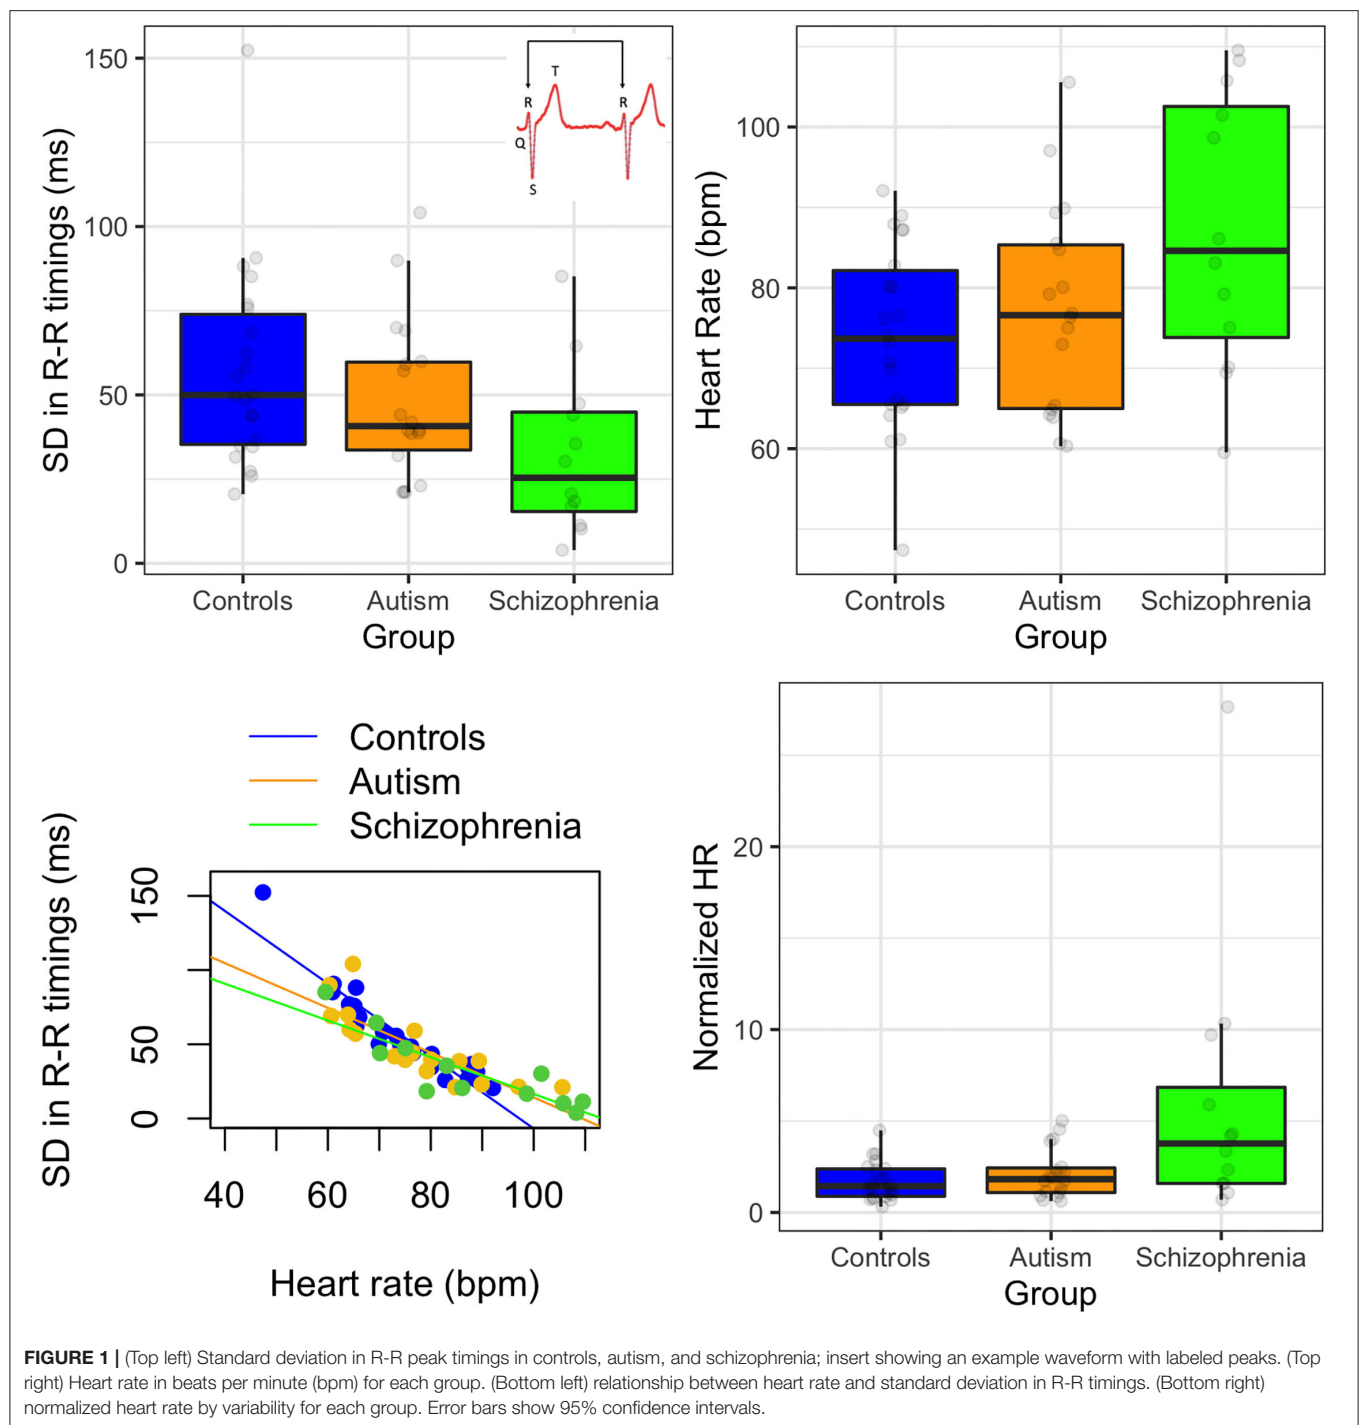 150
100
50
0
SD in R-R timings (ms)
T
R
R
Q
S
Controls
Autism
Schizophrenia
Group
100
80
60
Heart Rate (bpm)
Controls
Autism
Schizophrenia
Group
Controls
Autism
Schizophrenia
SD in R-R timings (ms)
150
50
0
40
60
80
100
Heart rate (bpm)
20
10
0
Normalized HR
Controls
Autism
Schizophrenia
Group
FIGURE 1 | (Top left) Standard deviation in R-R peak timings in controls, autism, and schizophrenia; insert showing an example waveform with labeled peaks. (Top
right) Heart rate in beats per minute (bpm) for each group. (Bottom left) relationship between heart rate and standard deviation in R-R timings. (Bottom right)
normalized heart rate by variability for each group. Error bars show 95% confidence intervals.